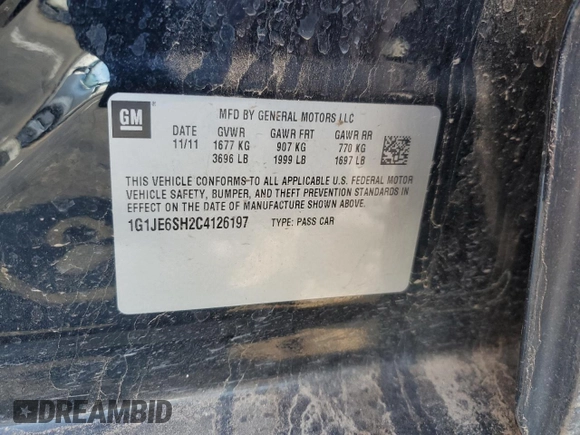 GM
MFD BY GENERAL MOTORS LLC
DATE GVWR GAWR FRT GAWR RR
11/11 1677 KG 907 KG 770 KG
3696 LB 1999 LB 1697 LB
THIS VEHICLE CONFORMS TO ALL APPLICABLE U.S. FEDERAL MOTOR
VEHICLE SAFETY, BUMPER, AND THEFT PREVENTION STANDARDS IN
EFFECT ON THE DATE OF MANUFACTURE SHOWN ABOVE.
1G1JE6SH2C4126197 TYPE: PASS CAR
DREAMBID